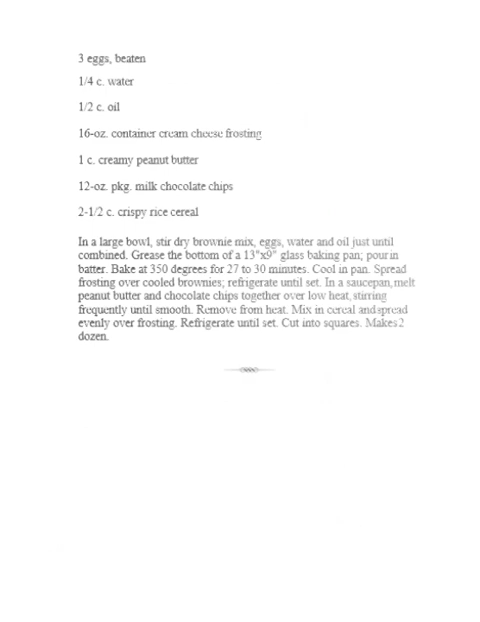 3 eggs, beaten
1/4 c. water
1/2 c. oil
16-oz. container cream cheese frosting
1 c. creamy peanut butter
12-oz. pkg. milk chocolate chips
2-1/2 c. crispy rice cereal
In a large bowl, stir dry brownie mix, eggs, water and oil just until
combined. Grease the bottom of a 13"x9" glass baking pan; pour in
batter. Bake at 350 degrees for 27 to 30 minutes. Cool in pan. Spread
frosting over cooled brownies; refrigerate until set. In a saucepan, melt
peanut butter and chocolate chips together over low heat, stirring
frequently until smooth. Remove from heat. Mix in cereal and spread
evenly over frosting. Refrigerate until set. Cut into squares. Makes 2
dozen.